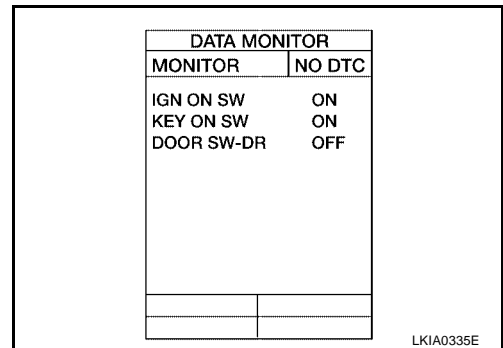 DATA MONITOR
MONITOR NO DTC
IGN ON SW ON
KEY ON SW ON
DOOR SW-DR OFF
LKIA0335E